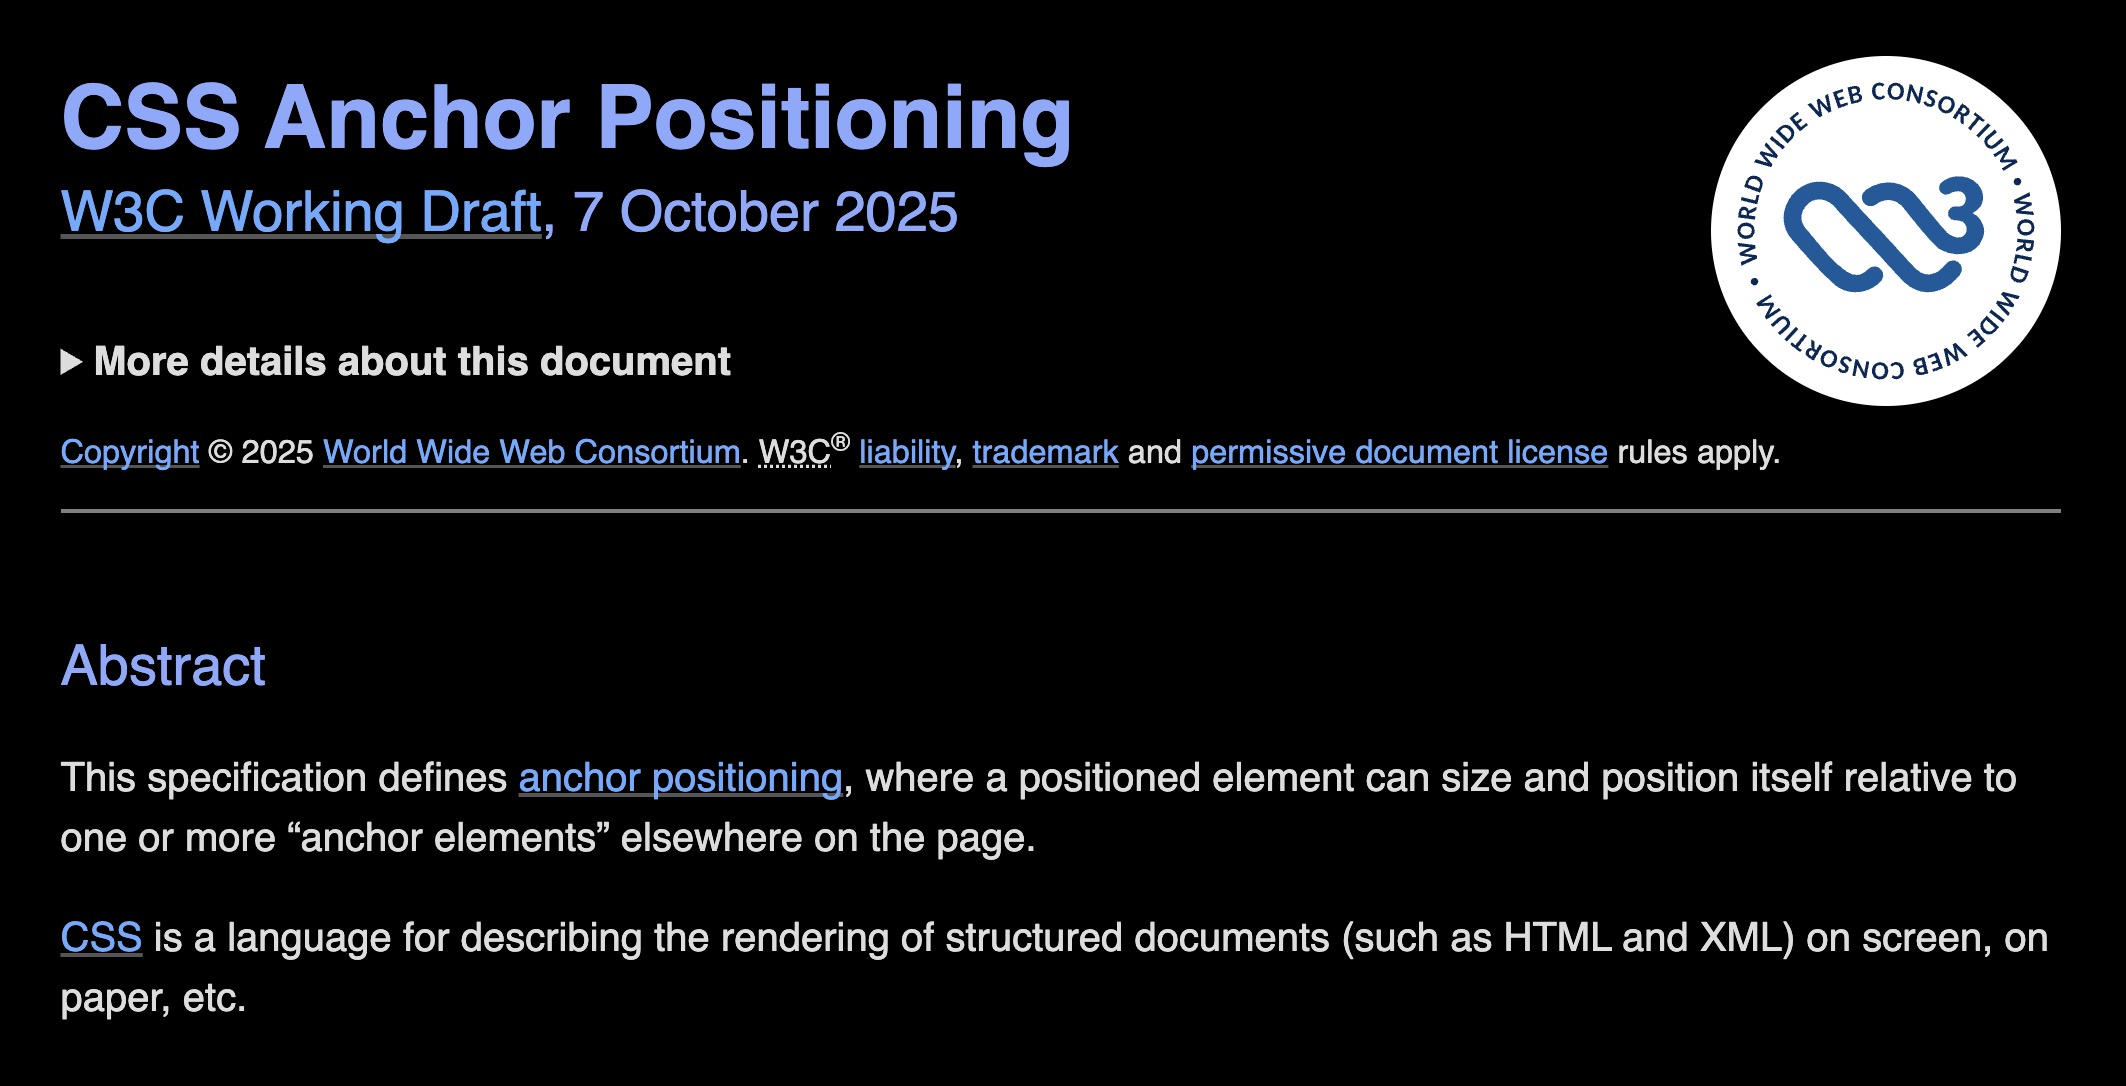 CSS Anchor Positioning
W3C Working Draft, 7 October 2025
WORLD WIDE WEB CONSORTIUM • WORLD WIDE WEB CONSORTIUM •
W3
▶ More details about this document
Copyright © 2025 World Wide Web Consortium. W3C® liability, trademark and permissive document license rules apply.
Abstract
This specification defines anchor positioning, where a positioned element can size and position itself relative to
one or more “anchor elements” elsewhere on the page.
CSS is a language for describing the rendering of structured documents (such as HTML and XML) on screen, on
paper, etc.